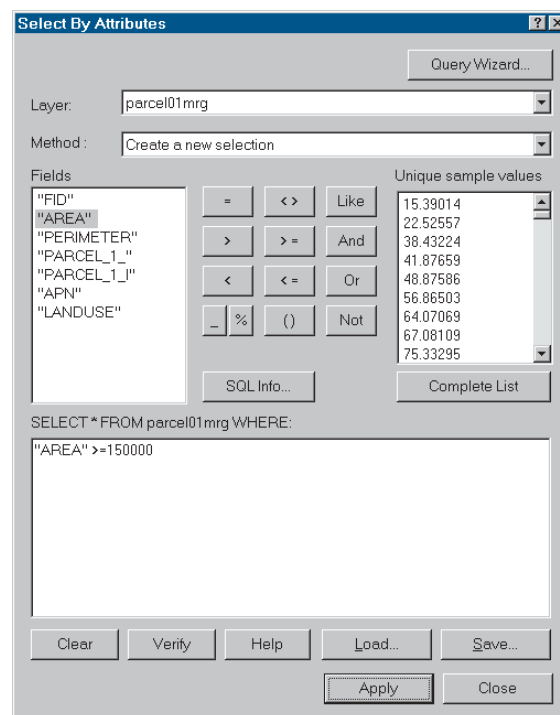 Select By Attributes
Query Wizard...
Layer: parcel01mrg
Method : Create a new selection
Fields
"FID"
"AREA"
"PERIMETER"
"PARCEL_1_"
"PARCEL_1_I"
"APN"
"LANDUSE"
= <> Like
> >= And
< <= Or
_ % () Not
SQL Info...
Unique sample values
15.39014
22.52557
38.43224
41.87659
48.87586
56.86503
64.07069
67.08109
75.33295
Complete List
SELECT * FROM parcel01mrg WHERE:
"AREA" >=150000
Clear Verify Help Load... Save...
Apply Close